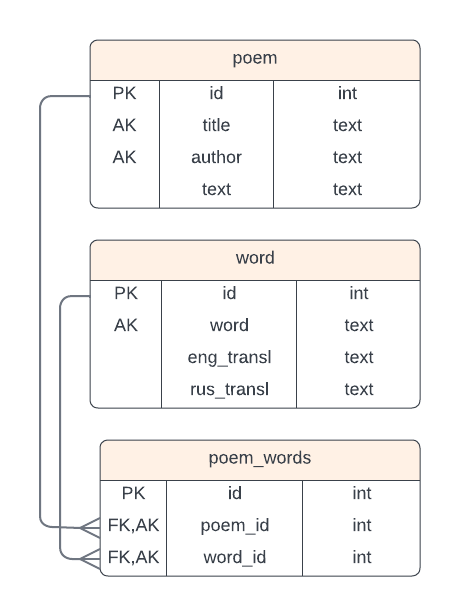 poem
PK id int
AK title text
AK author text
text text
word
PK id int
AK word text
eng_transl text
rus_transl text
poem_words
PK id int
FK,AK poem_id int
FK,AK word_id int